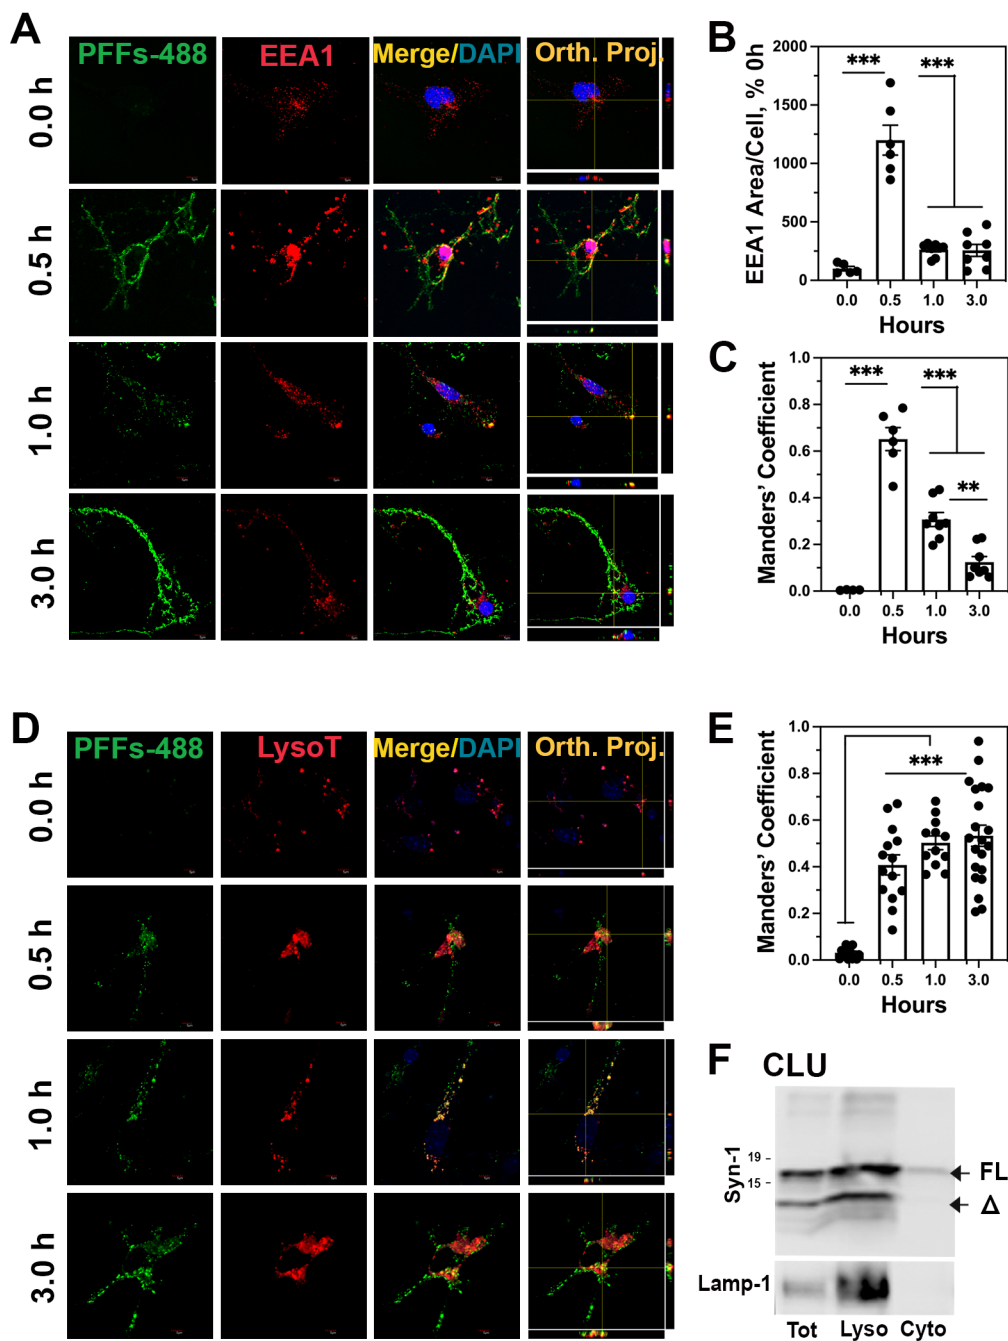 A
PFFs-488 EEA1 Merge/DAPI Orth. Proj.
0.0 h
0.5 h
1.0 h
3.0 h
B
EEA1 Area/Cell, % 0h
2000
1500
1000
500
0
*** ***
0.0 0.5 1.0 3.0
Hours
C
Manders' Coefficient
1.0
0.8
0.6
0.4
0.2
0.0
*** ***
**
0.0 0.5 1.0 3.0
Hours
D
PFFs-488 LysoT Merge/DAPI Orth. Proj.
0.0 h
0.5 h
1.0 h
3.0 h
E
Manders' Coefficient
1.0
0.8
0.6
0.4
0.2
0.0
***
0.0 0.5 1.0 3.0
Hours
F CLU
Syn-1
19 -
15 -
FL
Δ
Lamp-1
Tot Lyso Cyto